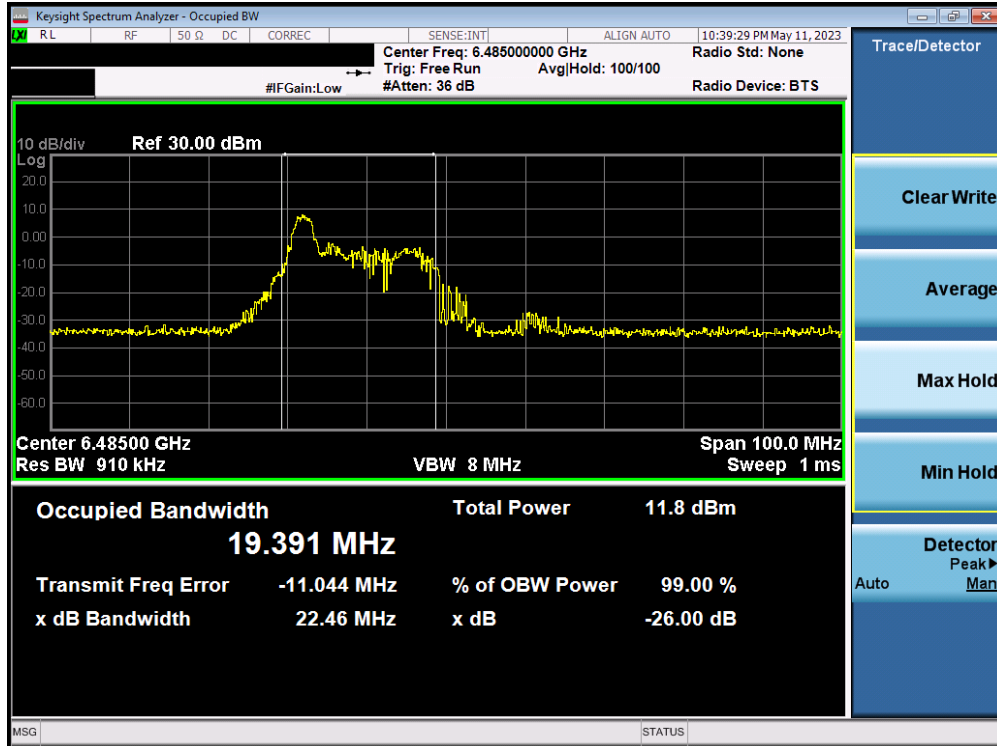 Keysight Spectrum Analyzer - Occupied BW
LXI RL RF 50 Ω DC CORREC SENSE:INT ALIGN AUTO 10:39:29 PM May 11, 2023
Center Freq: 6.485000000 GHz Radio Std: None
Trig: Free Run Avg|Hold: 100/100
#IFGain:Low #Atten: 36 dB Radio Device: BTS
10 dB/div Ref 30.00 dBm
Log
20.0
10.0
0.00
-10.0
-20.0
-30.0
-40.0
-50.0
-60.0
Center 6.48500 GHz Span 100.0 MHz
Res BW 910 kHz VBW 8 MHz Sweep 1 ms
Occupied Bandwidth Total Power 11.8 dBm
19.391 MHz
Transmit Freq Error -11.044 MHz % of OBW Power 99.00 %
x dB Bandwidth 22.46 MHz x dB -26.00 dB
MSG STATUS
Trace/Detector
Clear Write
Average
Max Hold
Min Hold
Detector
Peak▶
Auto Man